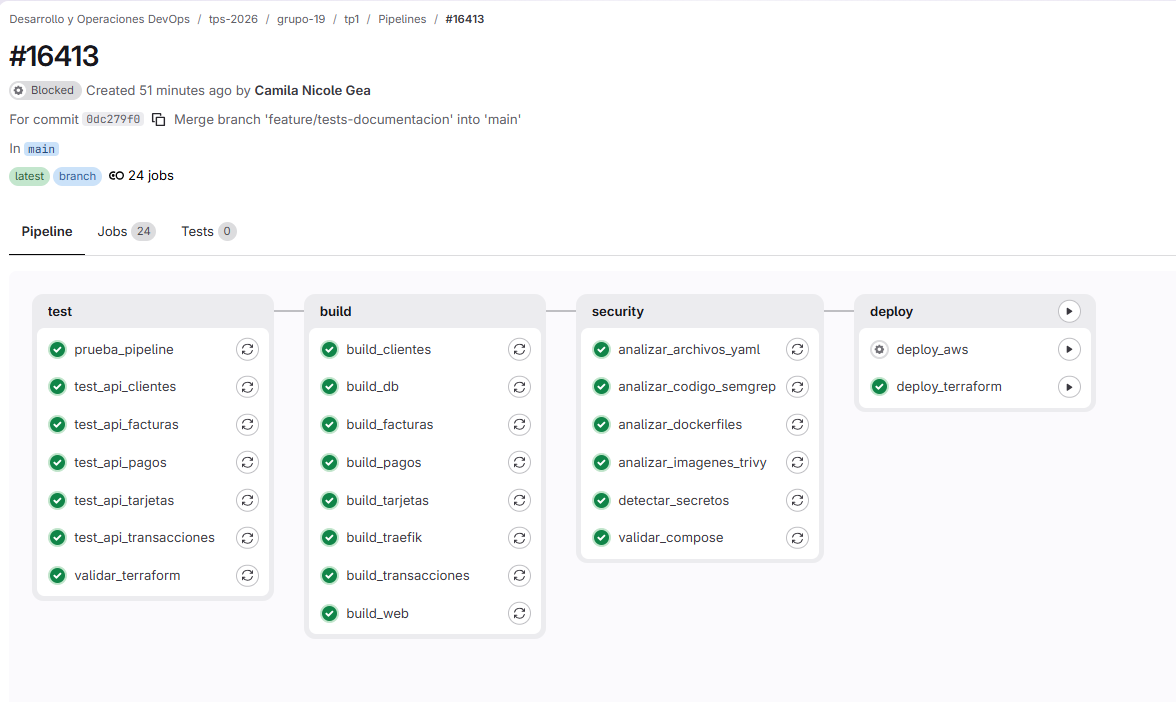 Desarrollo y Operaciones DevOps / tps-2026 / grupo-19 / tp1 / Pipelines / #16413
#16413
Blocked Created 51 minutes ago by Camila Nicole Gea
For commit 0dc279f0 Merge branch 'feature/tests-documentacion' into 'main'
In main
latest branch 24 jobs
Pipeline Jobs 24 Tests 0
test
prueba_pipeline
test_api_clientes
test_api_facturas
test_api_pagos
test_api_tarjetas
test_api_transacciones
validar_terraform
build
build_clientes
build_db
build_facturas
build_pagos
build_tarjetas
build_traefik
build_transacciones
build_web
security
analizar_archivos_yaml
analizar_codigo_semgrep
analizar_dockerfiles
analizar_imagenes_trivy
detectar_secretos
validar_compose
deploy
deploy_aws
deploy_terraform